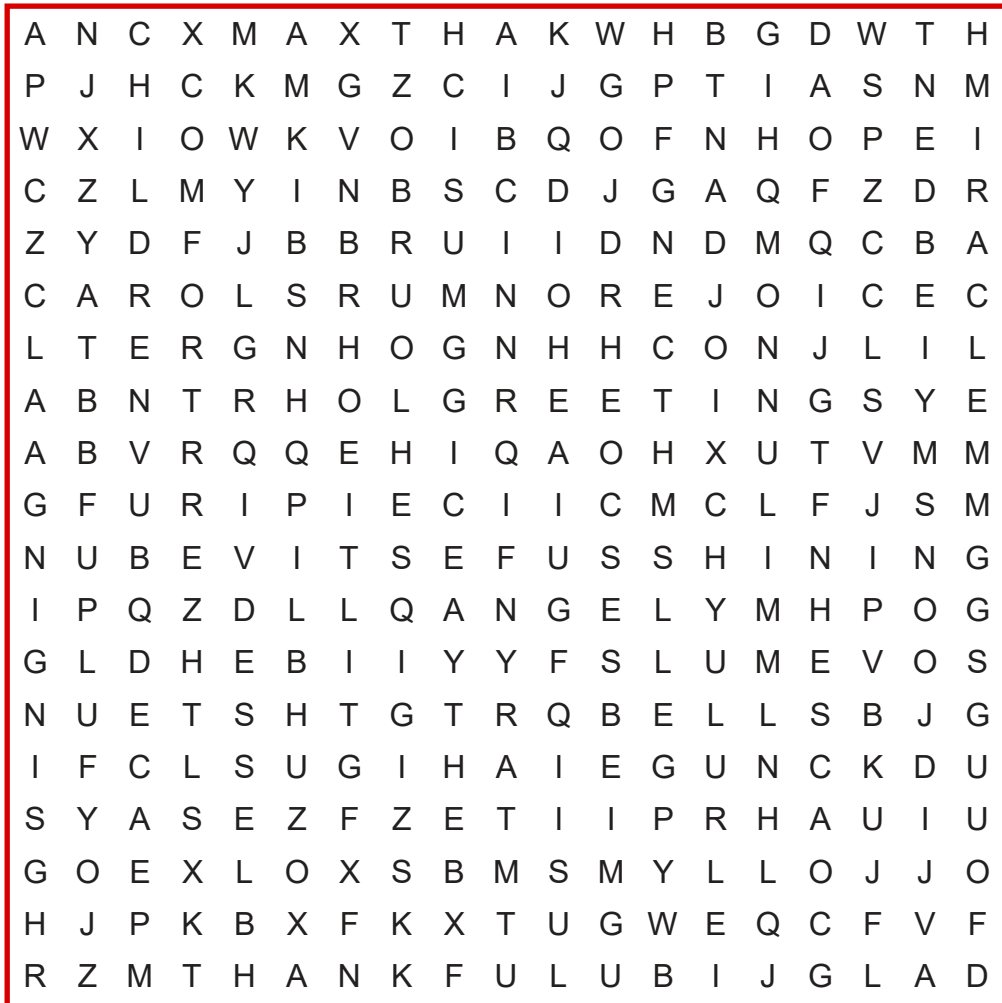 A N C X M A X T H A K W H B G D W T H
P J H C K M G Z C I J G P T I A S N M
W X I O W K V O I B Q O F N H O P E I
C Z L M Y I N B S C D J G A Q F Z D R
Z Y D F J B B R U I I D N D M Q C B A
C A R O L S R U M N O R E J O I C E C
L T E R G N H O G N H H C O N J L I L
A B N T R H O L G R E E T I N G S Y E
A B V R Q Q E H I Q A O H X U T V M M
G F U R I P I E C I I C M C L F J S M
N U B E V I T S E F U S S H I N I N G
I P Q Z D L L Q A N G E L Y M H P O G
G L D H E B I I Y Y F S L U M E V O S
N U E T S H T G T R Q B E L L S B J G
I F C L S U G I H A I E G U N C K D U
S Y A S E Z F Z E T I I P R H A U I U
G O E X L O X S B M S M Y L L O J J O
H J P K B X F K X T U G W E Q C F V F
R Z M T H A N K F U L U B I J G L A D